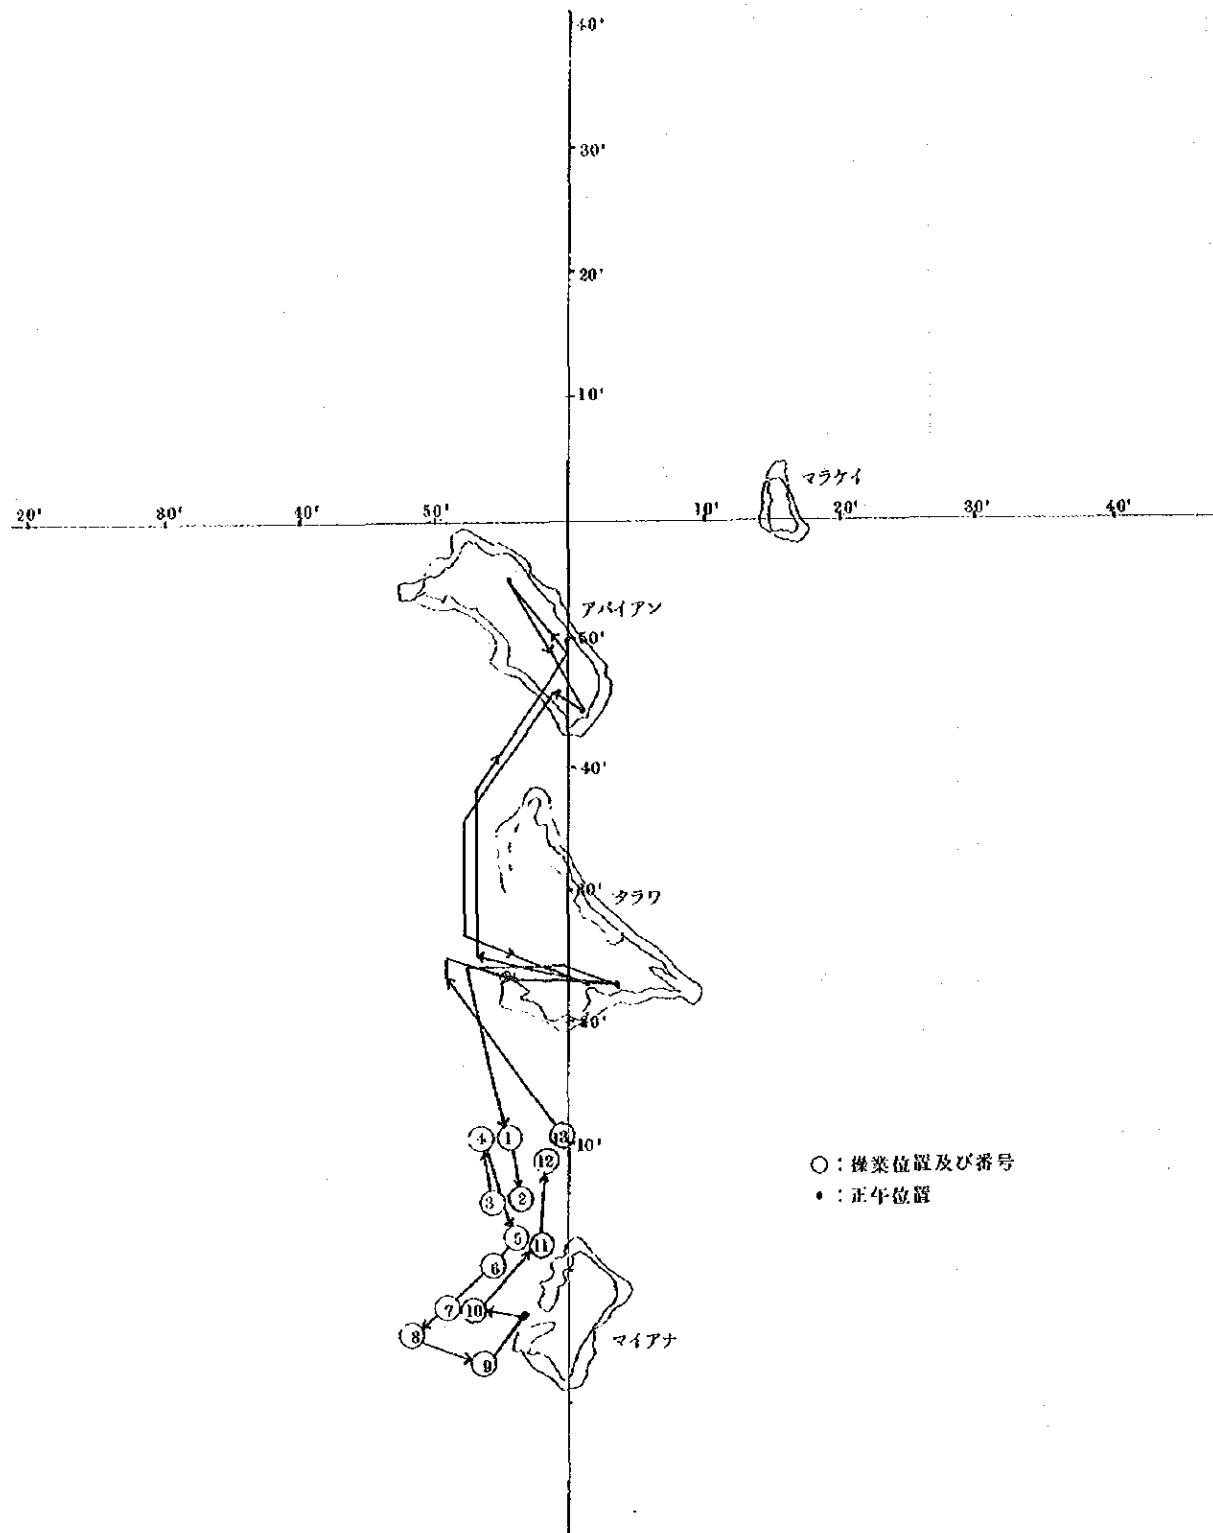 40'
30'
20'
10'
マラケイ
20' 30' 40' 50' 10' 20' 30' 40'
アバイアン
50'
40'
30' タラワ
20'
10'
④ ① ⑬ ⑫
③ ②
⑤ ⑪
⑥
⑦ ⑩
⑧
⑨
○：操業位置及び番号
•：正午位置
マイアナ